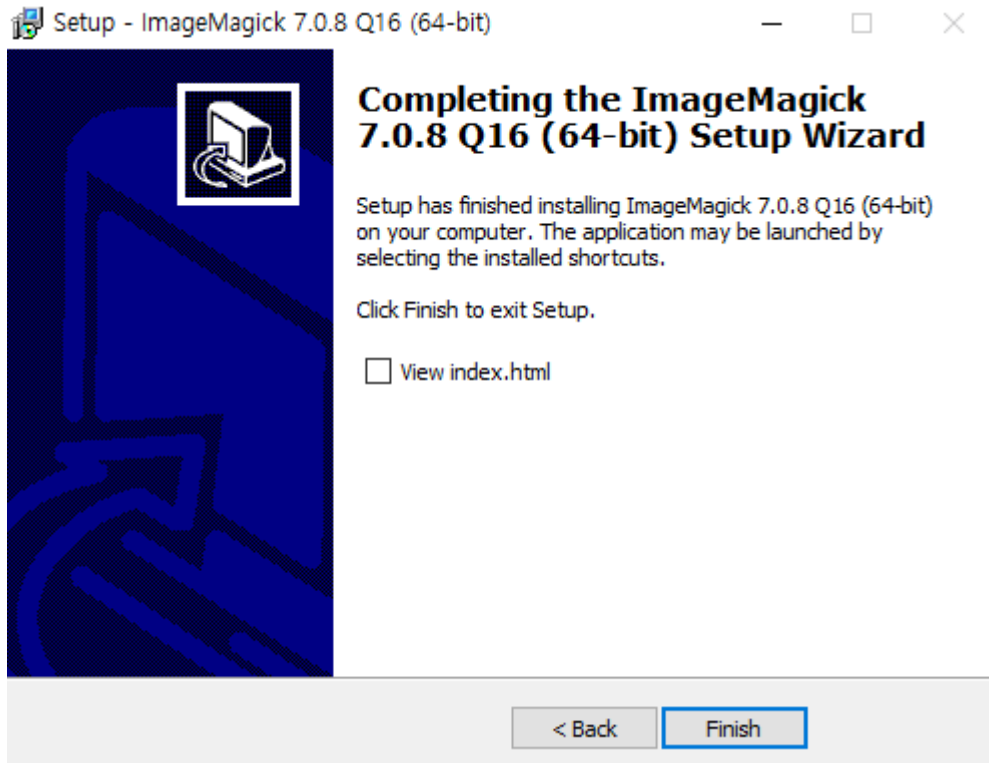 Setup - ImageMagick 7.0.8 Q16 (64-bit)
Completing the ImageMagick
7.0.8 Q16 (64-bit) Setup Wizard
Setup has finished installing ImageMagick 7.0.8 Q16 (64-bit)
on your computer. The application may be launched by
selecting the installed shortcuts.
Click Finish to exit Setup.
View index.html
< Back
Finish